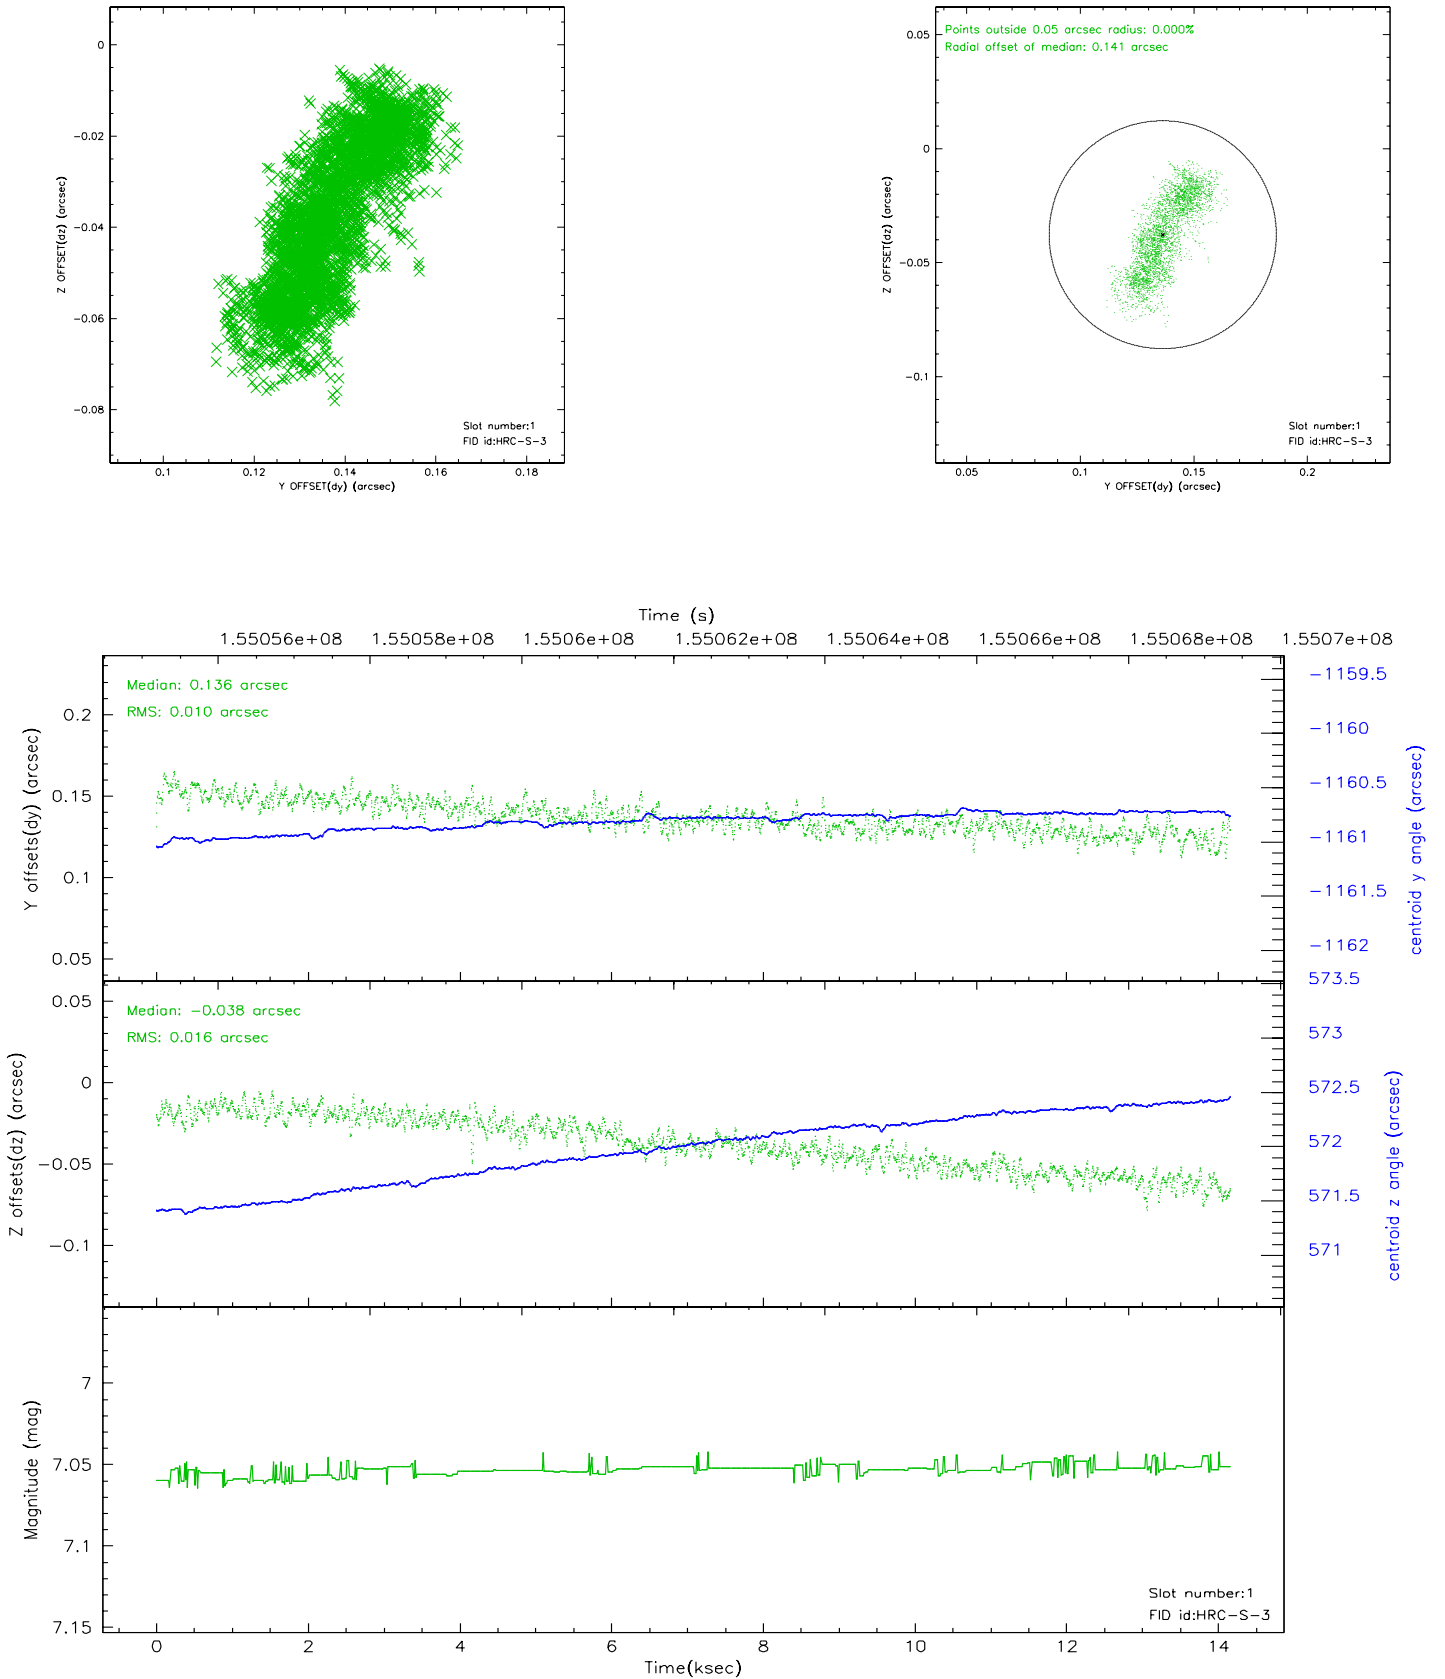 0
−0.02
−0.04
−0.06
−0.08
Z OFFSET(dz) (arcsec)
Slot number:1
FID id:HRC−S−3
0.1 0.12 0.14 0.16 0.18
Y OFFSET(dy) (arcsec)
Points outside 0.05 arcsec radius: 0.000%
Radial offset of median: 0.141 arcsec
0.05
0
−0.05
−0.1
Z OFFSET(dz) (arcsec)
Slot number:1
FID id:HRC−S−3
0.05 0.1 0.15 0.2
Y OFFSET(dy) (arcsec)
Time (s)
1.55056e+08 1.55058e+08 1.5506e+08 1.55062e+08 1.55064e+08 1.55066e+08 1.55068e+08 1.5507e+08
Median: 0.136 arcsec
RMS: 0.010 arcsec
0.2
0.15
0.1
0.05
Y offsets(dy) (arcsec)
−1159.5
−1160
−1160.5
−1161
−1161.5
−1162
centroid y angle (arcsec)
Median: −0.038 arcsec
RMS: 0.016 arcsec
0.05
0
−0.05
−0.1
Z offsets(dz) (arcsec)
573.5
573
572.5
572
571.5
571
centroid z angle (arcsec)
7
7.05
7.1
7.15
Magnitude (mag)
Slot number:1
FID id:HRC−S−3
0 2 4 6 8 10 12 14
Time(ksec)